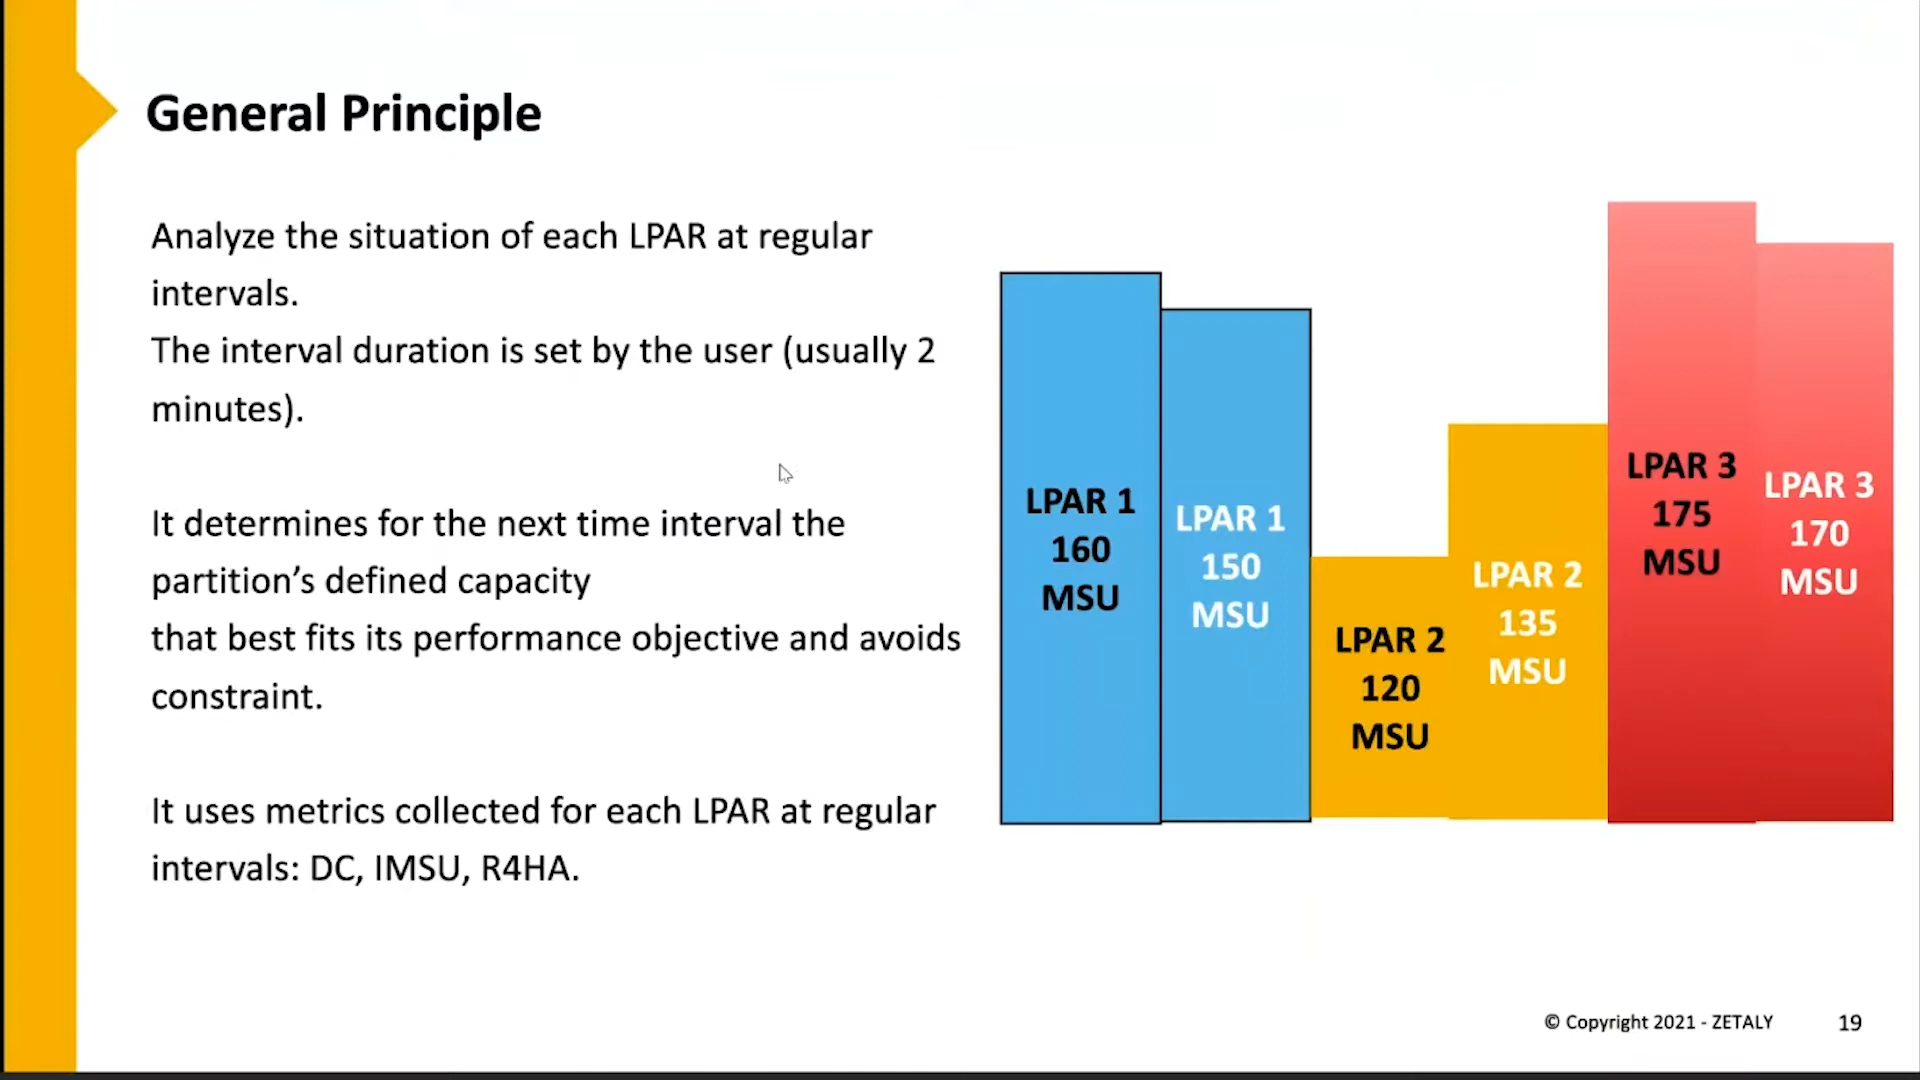 General Principle
Analyze the situation of each LPAR at regular
intervals.
The interval duration is set by the user (usually 2
minutes).
It determines for the next time interval the
partition’s defined capacity
that best fits its performance objective and avoids
constraint.
It uses metrics collected for each LPAR at regular
intervals: DC, IMSU, R4HA.
LPAR 1
160
MSU
LPAR 1
150
MSU
LPAR 2
120
MSU
LPAR 2
135
MSU
LPAR 3
175
MSU
LPAR 3
170
MSU
© Copyright 2021 - ZETALY
19